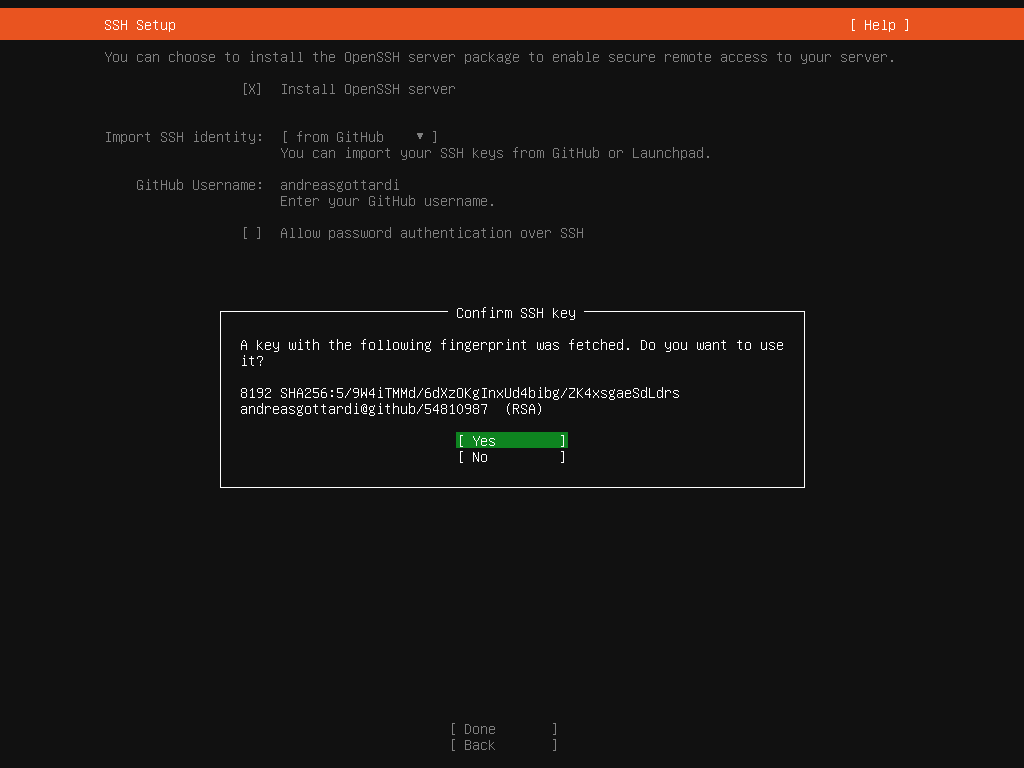 SSH Setup [ Help ]
You can choose to install the OpenSSH server package to enable secure remote access to your server.
[X] Install OpenSSH server
Import SSH identity: [ from GitHub ▾ ]
You can import your SSH keys from GitHub or Launchpad.
GitHub Username: andreasgottardi
Enter your GitHub username.
[ ] Allow password authentication over SSH
Confirm SSH key
A key with the following fingerprint was fetched. Do you want to use
it?
8192 SHA256:5/9W4iTMMd/6dXzOKgInxUd4bibg/ZK4xsgaeSdLdrs
andreasgottardi@github/54810987 (RSA)
[ Yes ]
[ No ]
[ Done ]
[ Back ]